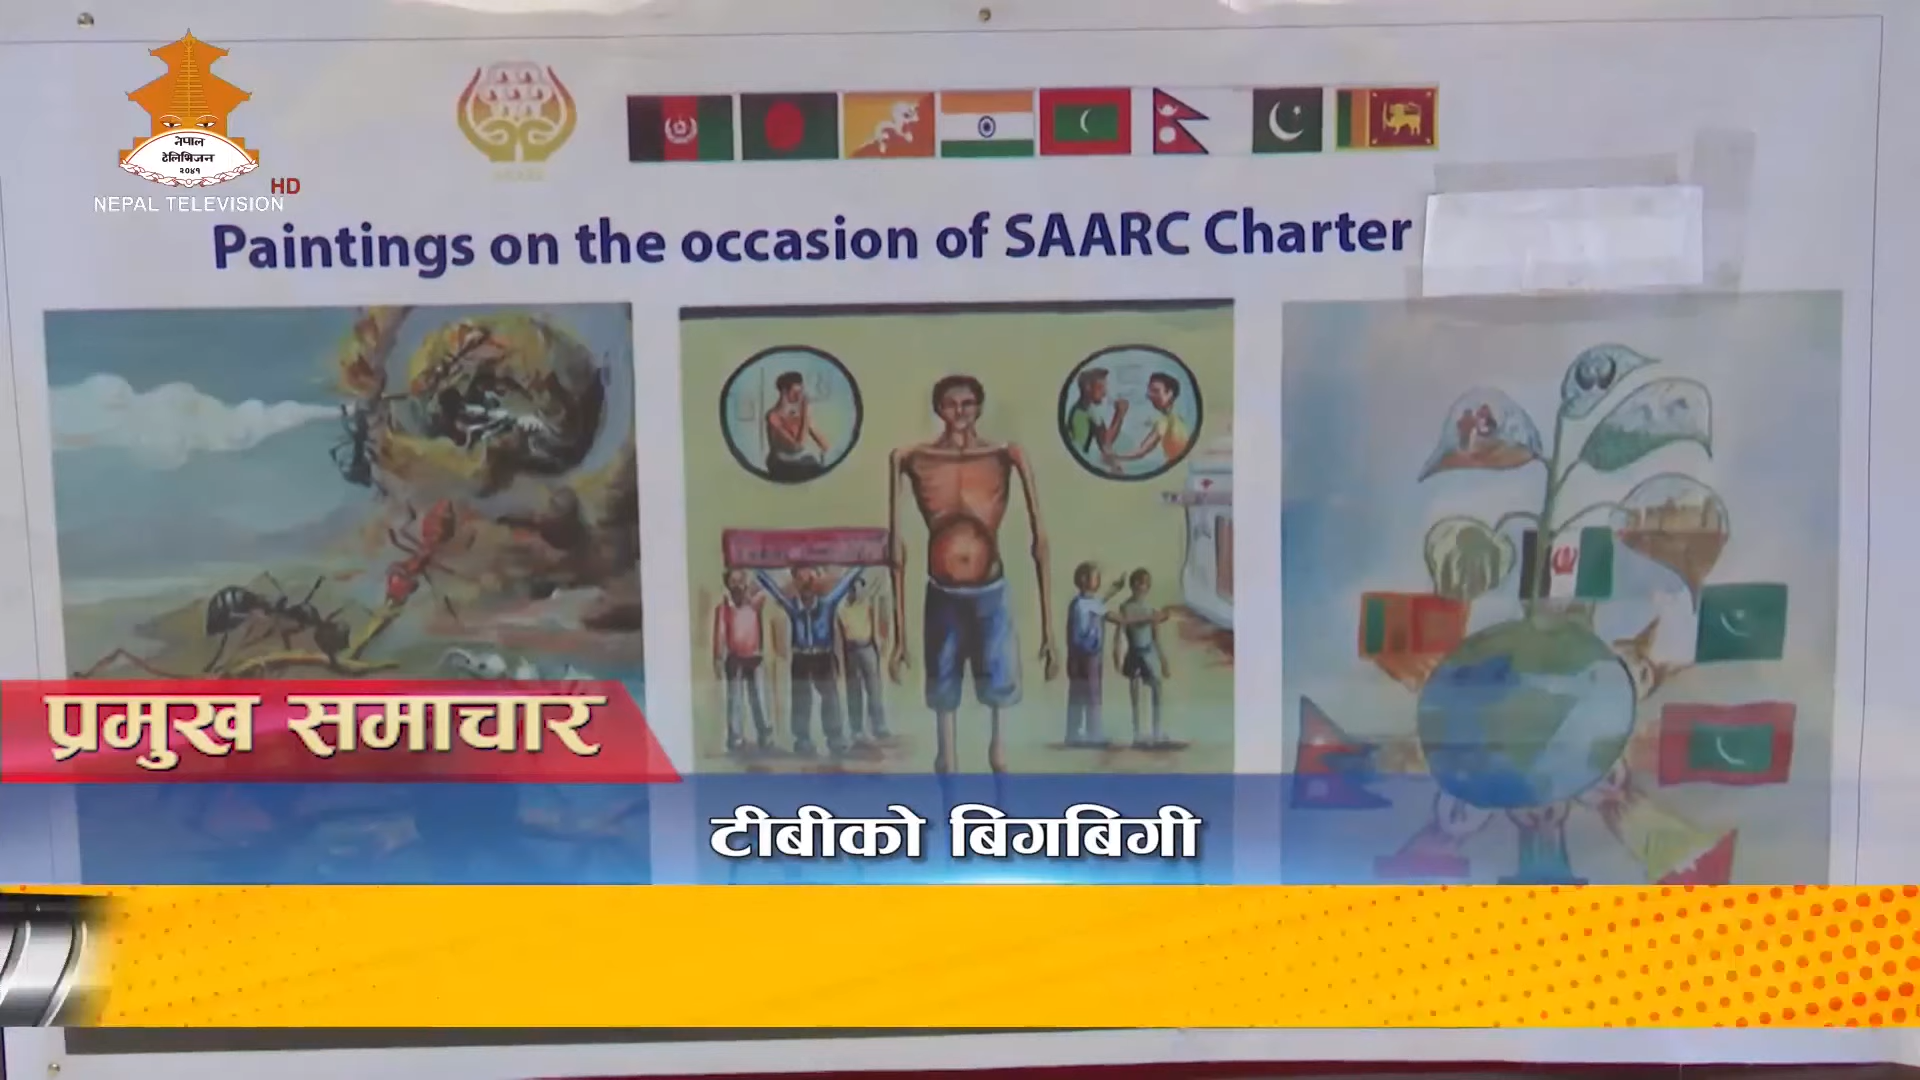 नेपाल
टेलिभिजन
२०४१
HD
NEPAL TELEVISION
Paintings on the occasion of SAARC Charter
प्रमुख समाचार
टीबीको बिगबिगी